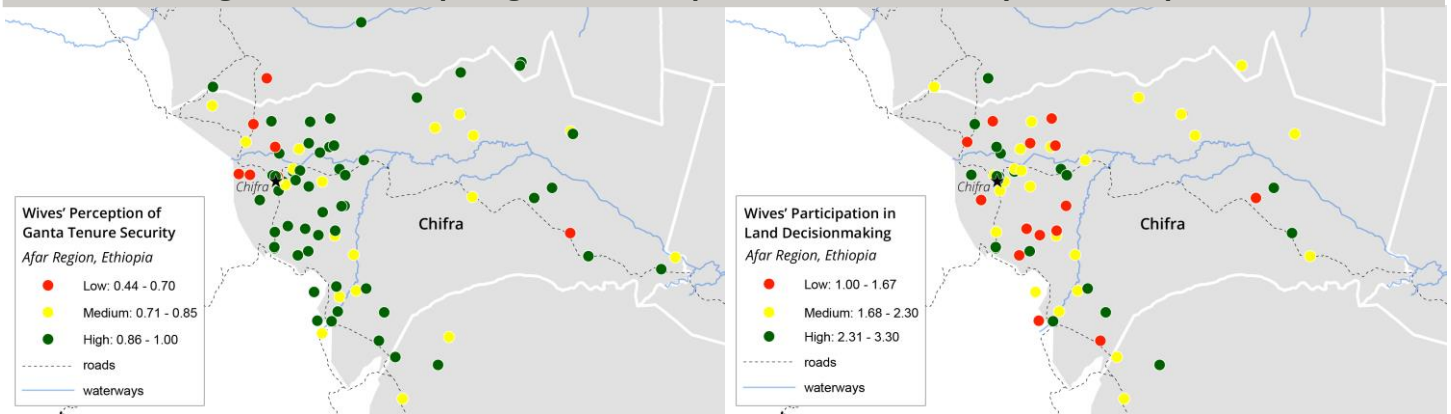 Chifra
Chifra
Wives' Perception of
Ganta Tenure Security
Afar Region, Ethiopia
Low: 0.44 - 0.70
Medium: 0.71 - 0.85
High: 0.86 - 1.00
roads
waterways
Chifra
Chifra
Wives' Participation in
Land Decisionmaking
Afar Region, Ethiopia
Low: 1.00 - 1.67
Medium: 1.68 - 2.30
High: 2.31 - 3.30
roads
waterways